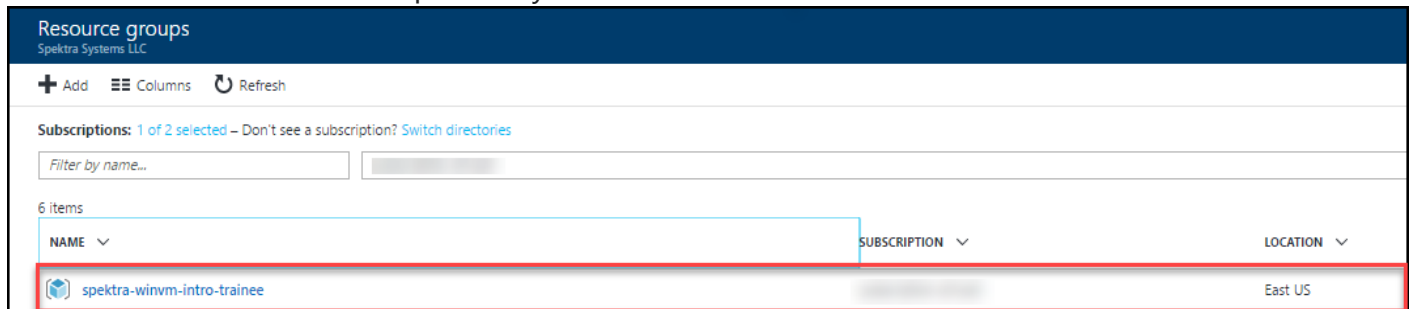 Resource groups
Spektra Systems LLC
Add Columns Refresh
Subscriptions: 1 of 2 selected – Don't see a subscription? Switch directories
Filter by name...
6 items
NAME SUBSCRIPTION LOCATION
spektra-winvm-intro-trainee East US